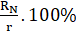 R_N/r . 100%